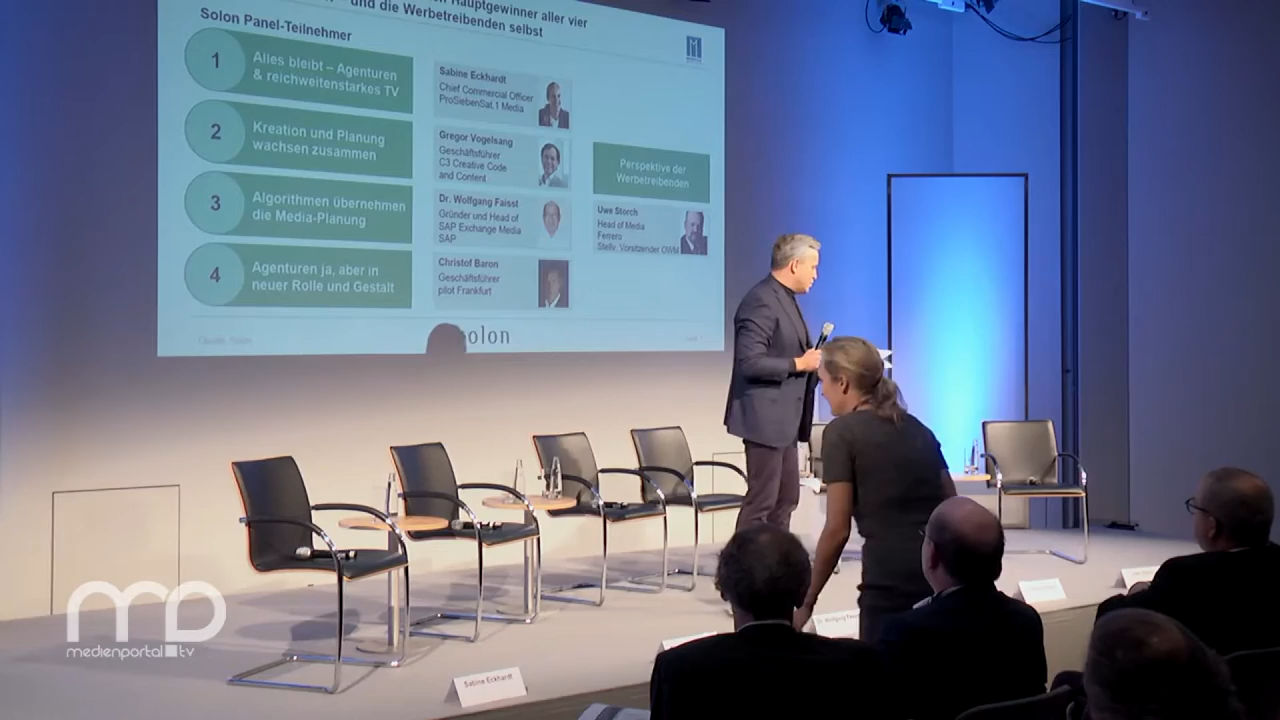 Hauptgewinner aller vier
und die Werbetreibenden selbst
Solon Panel-Teilnehmer
1
Alles bleibt – Agenturen
& reichweitenstarkes TV
2
Kreation und Planung
wachsen zusammen
3
Algorithmen übernehmen
die Media-Planung
4
Agenturen ja, aber in
neuer Rolle und Gestalt
Sabine Eckhardt
Chief Commercial Officer
ProSiebenSat.1 Media
Gregor Vogelsang
Geschäftsführer
C3 Creative Code
and Content
Dr. Wolfgang Faisst
Gründer und Head of
SAP Exchange Media
SAP
Christof Baron
Geschäftsführer
pilot Frankfurt
Perspektive der
Werbetreibenden
Uwe Storch
Head of Media
Ferrero
Stellv. Vorsitzender OWM
solon
Sabine Eckhardt
Dr. Wolfgang
medienportal.tv